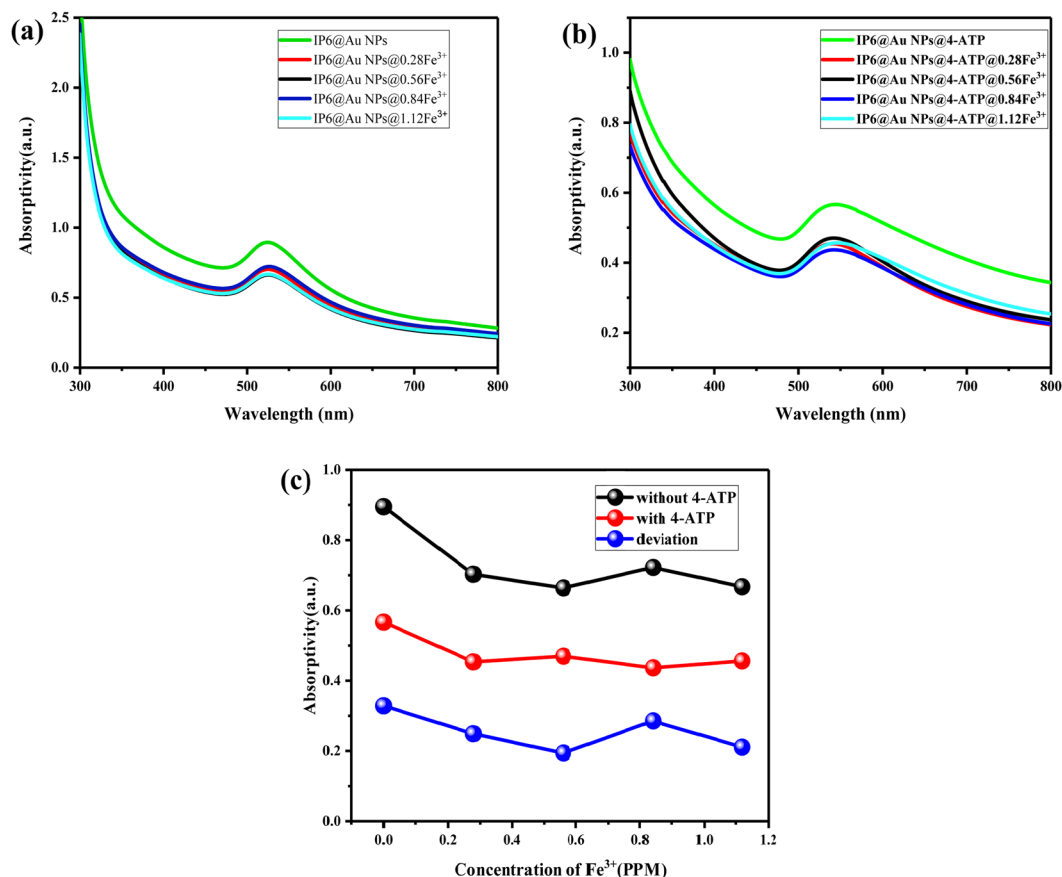 (a)
2.5
2.0
1.5
1.0
0.5
0.0
300
400
500
600
700
800
Absorptivity(a.u.)
Wavelength (nm)
IP6@Au NPs
IP6@Au NPs@0.28Fe³⁺
IP6@Au NPs@0.56Fe³⁺
IP6@Au NPs@0.84Fe³⁺
IP6@Au NPs@1.12Fe³⁺
(b)
1.0
0.8
0.6
0.4
0.2
300
400
500
600
700
800
Absorptivity(a.u.)
Wavelength (nm)
IP6@Au NPs@4-ATP
IP6@Au NPs@4-ATP@0.28Fe³⁺
IP6@Au NPs@4-ATP@0.56Fe³⁺
IP6@Au NPs@4-ATP@0.84Fe³⁺
IP6@Au NPs@4-ATP@1.12Fe³⁺
(c)
1.0
0.8
0.6
0.4
0.2
0.0
0.0
0.2
0.4
0.6
0.8
1.0
1.2
Absorptivity(a.u.)
Concentration of Fe³⁺(PPM)
without 4-ATP
with 4-ATP
deviation